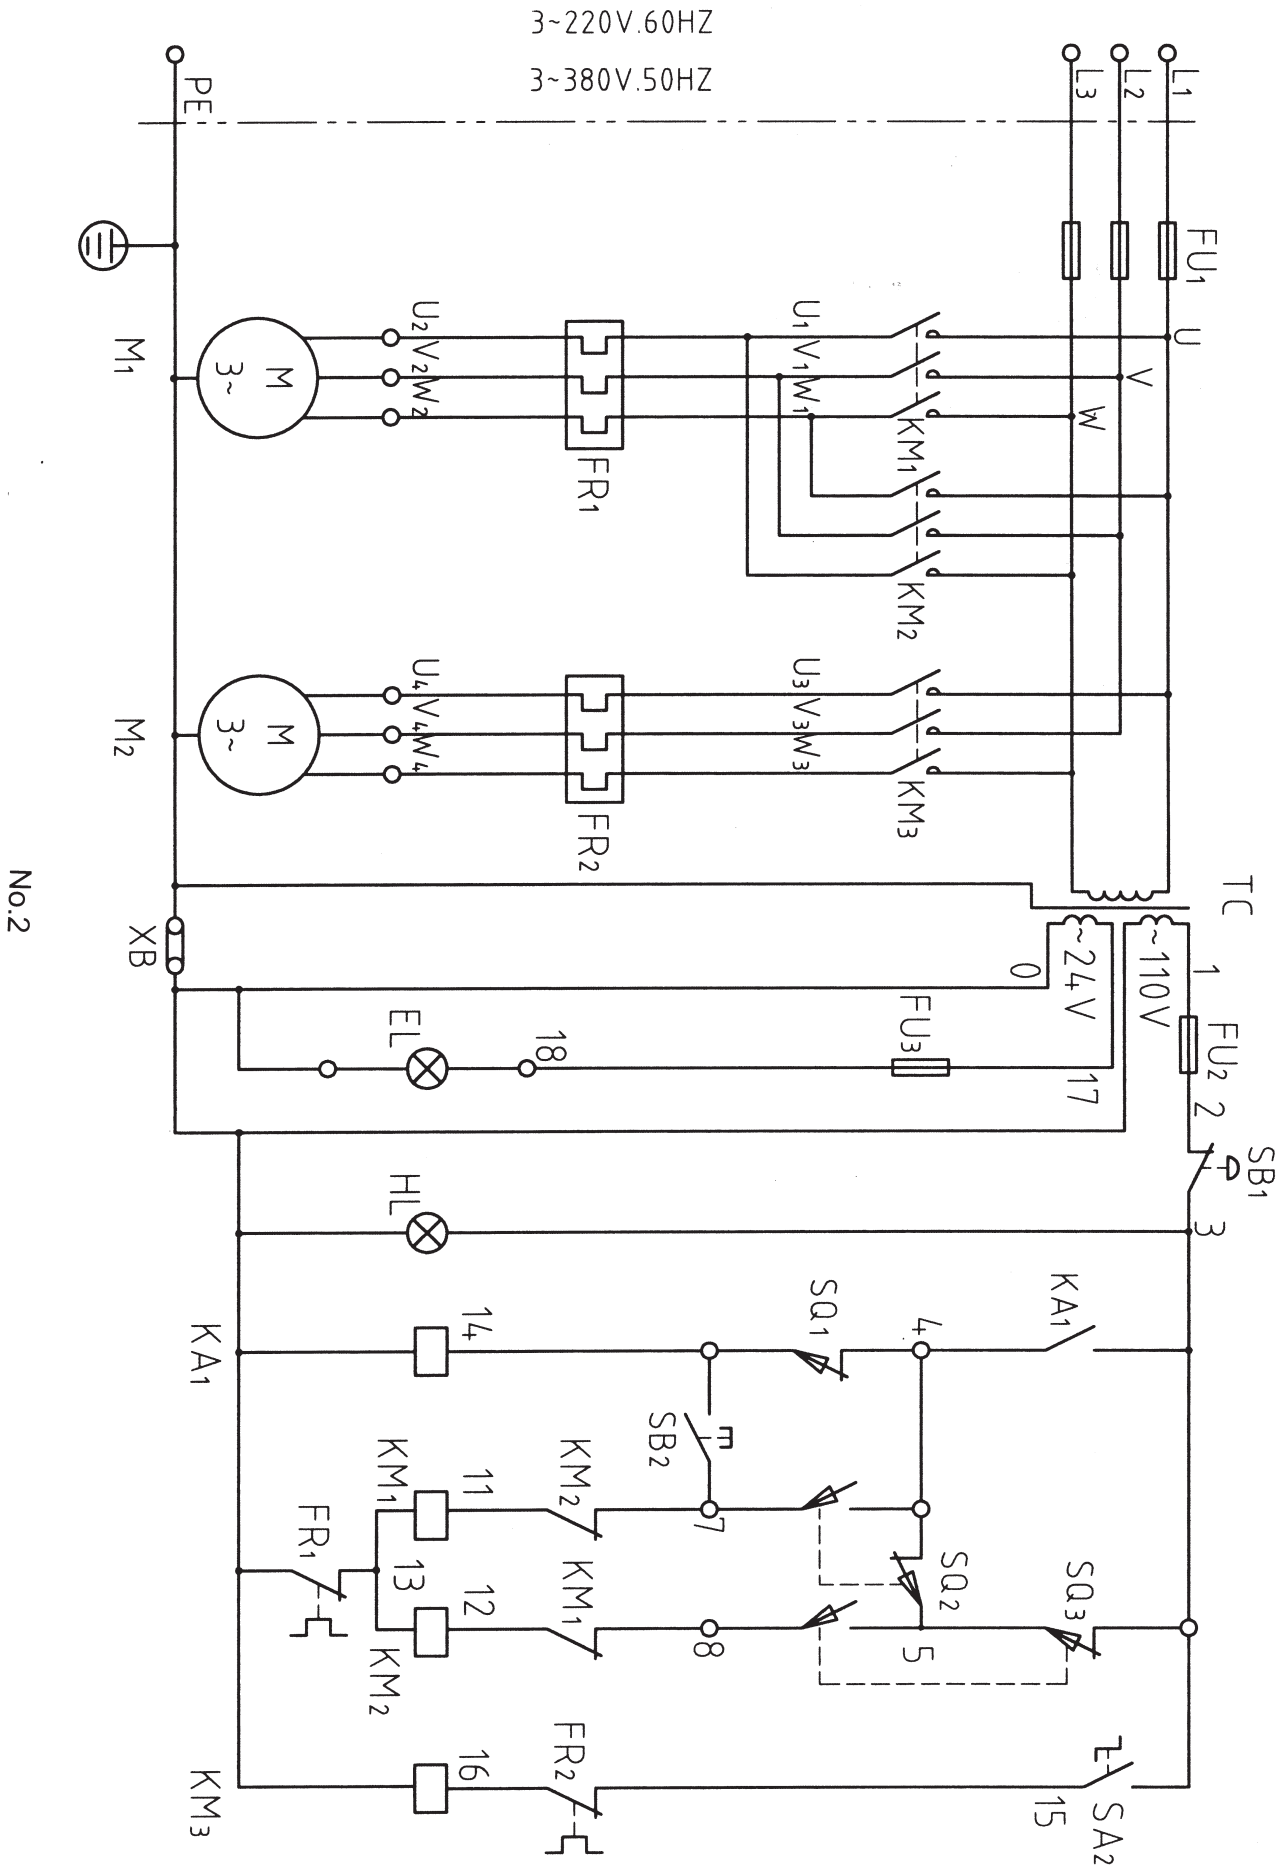 3~220V.60HZ
3~380V.50HZ
L1
L2
L3
PE
FU1
U
V
W
U1 V1 W1
KM1
KM2
U2 V2 W2
FR1
M
3~
M1
U3 V3 W3
KM3
U4 V4 W4
FR2
M
3~
M2
TC
~110V
~24V
0
1
FU2
2
SB1
3
XB
17
FU3
18
EL
HL
KA1
4
SQ1
14
KA1
SB2
7
KM2
11
KM1
SQ2
SQ3
5
8
KM1
12
KM2
13
FR1
SA2
15
FR2
16
KM3
No.2